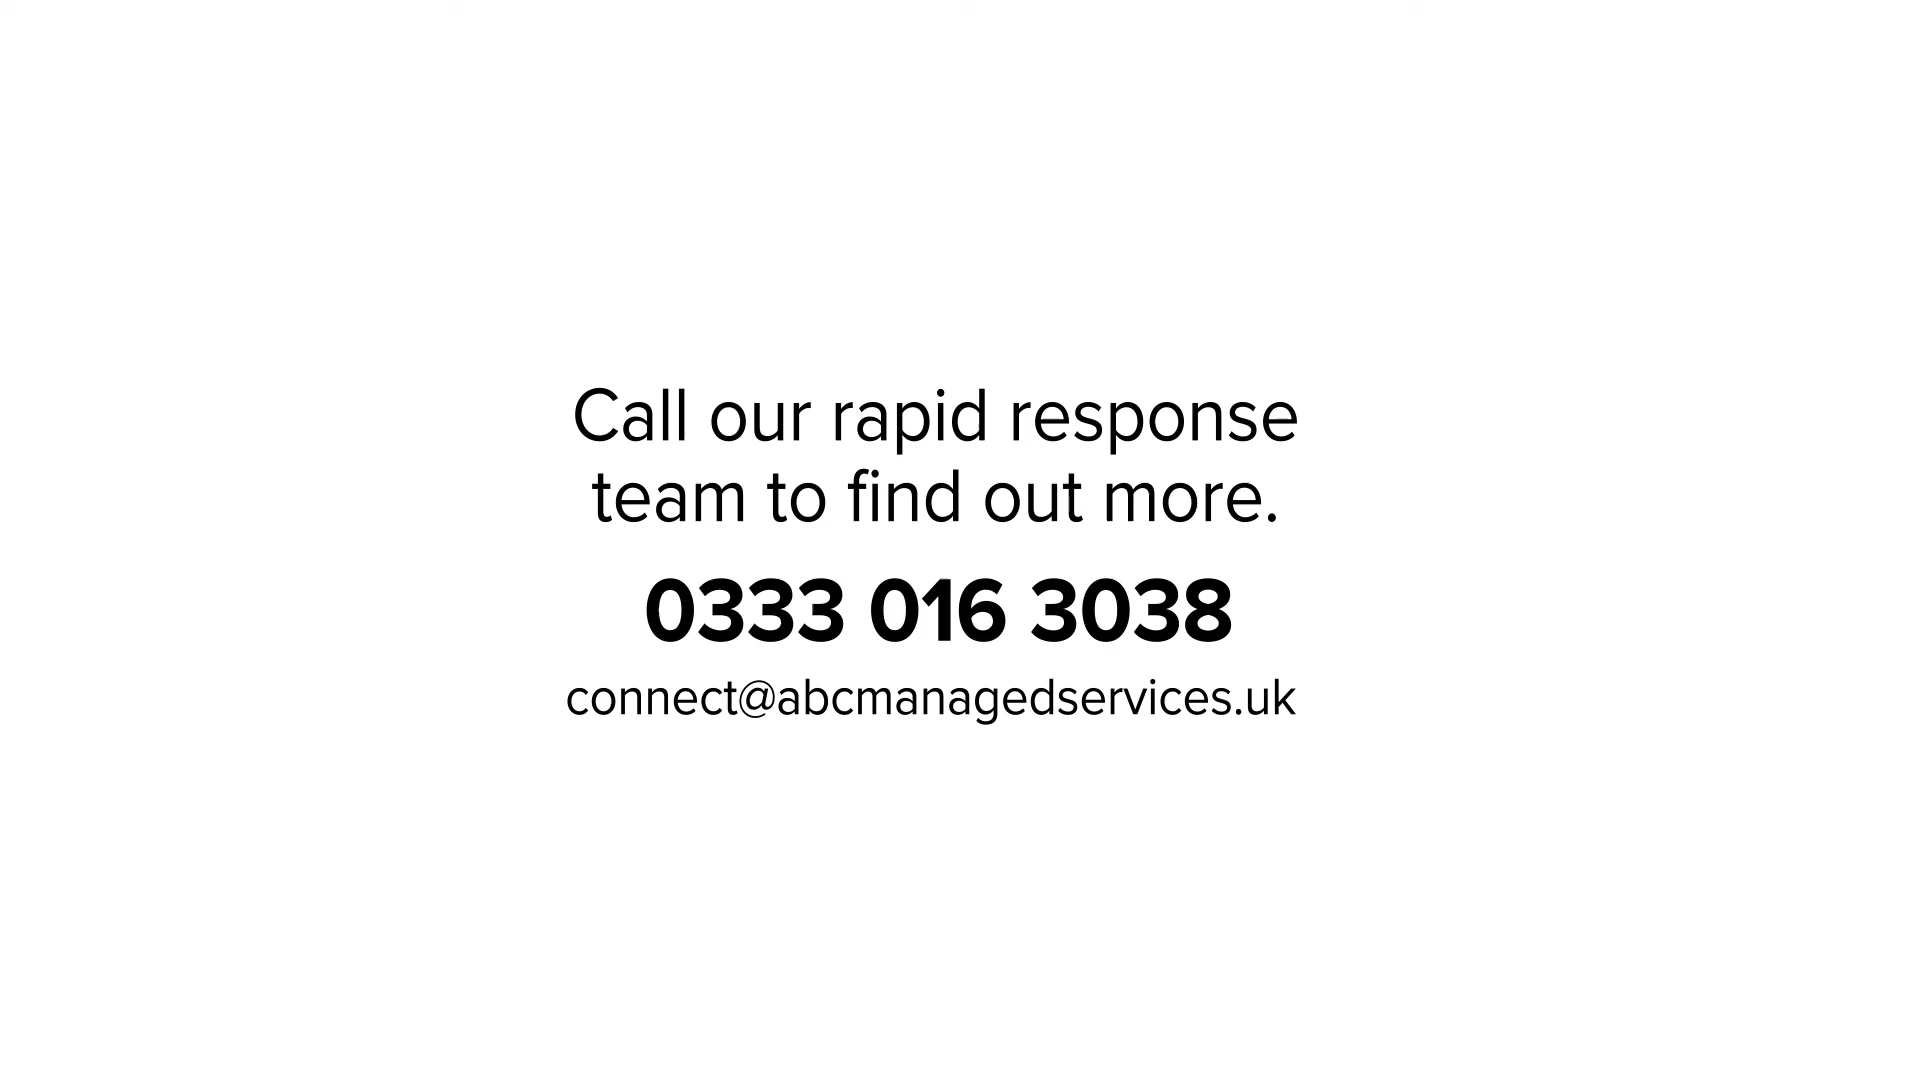 Call our rapid response
team to find out more.
0333 016 3038
connect@abcmanagedservices.uk